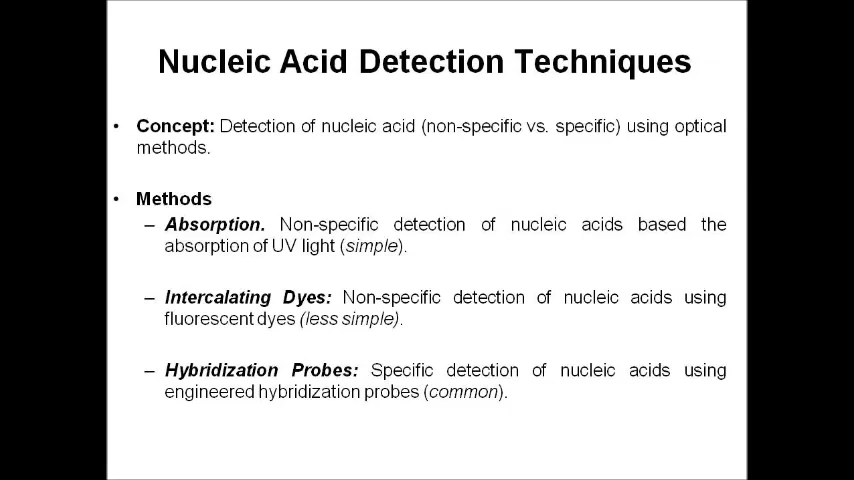 Nucleic Acid Detection Techniques
• Concept: Detection of nucleic acid (non-specific vs. specific) using optical
methods.
• Methods
– Absorption. Non-specific detection of nucleic acids based the
absorption of UV light (simple).
– Intercalating Dyes: Non-specific detection of nucleic acids using
fluorescent dyes (less simple).
– Hybridization Probes: Specific detection of nucleic acids using
engineered hybridization probes (common).